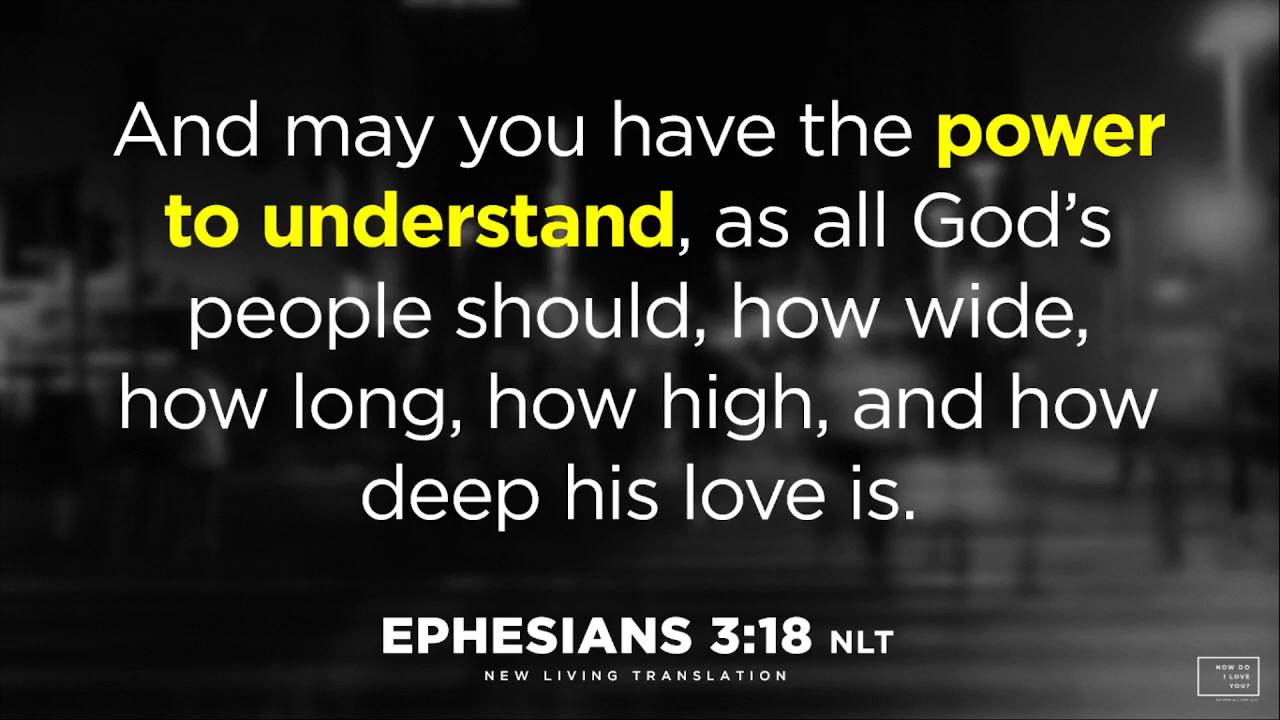 And may you have the power
to understand, as all God’s
people should, how wide,
how long, how high, and how
deep his love is.
EPHESIANS 3:18 NLT
NEW LIVING TRANSLATION
HOW DO
I LOVE
YOU?